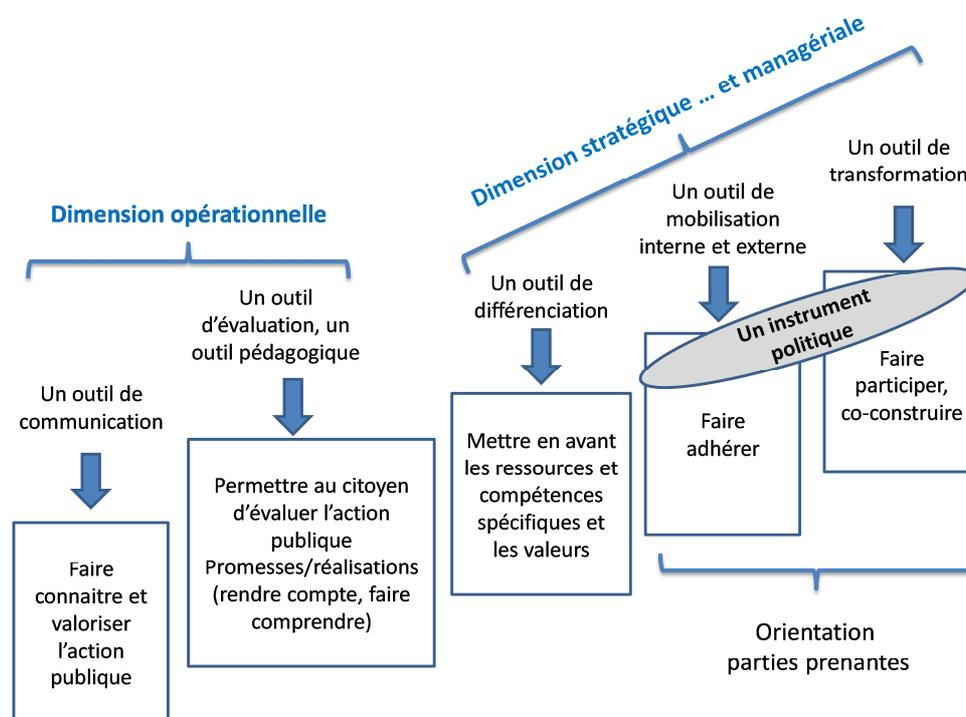 Dimension stratégique ... et managériale
Dimension opérationnelle
Un outil de
communication
Faire
connaitre et
valoriser
l'action
publique
Un outil
d'évaluation, un
outil pédagogique
Permettre au citoyen
d'évaluer l'action
publique
Promesses/réalisations
(rendre compte, faire
comprendre)
Un outil de
différenciation
Mettre en avant
les ressources et
compétences
spécifiques et
les valeurs
Un outil de
mobilisation
interne et externe
Un instrument
politique
Faire
adhérer
Un outil de
transformation
Faire
participer,
co-construire
Orientation
parties prenantes